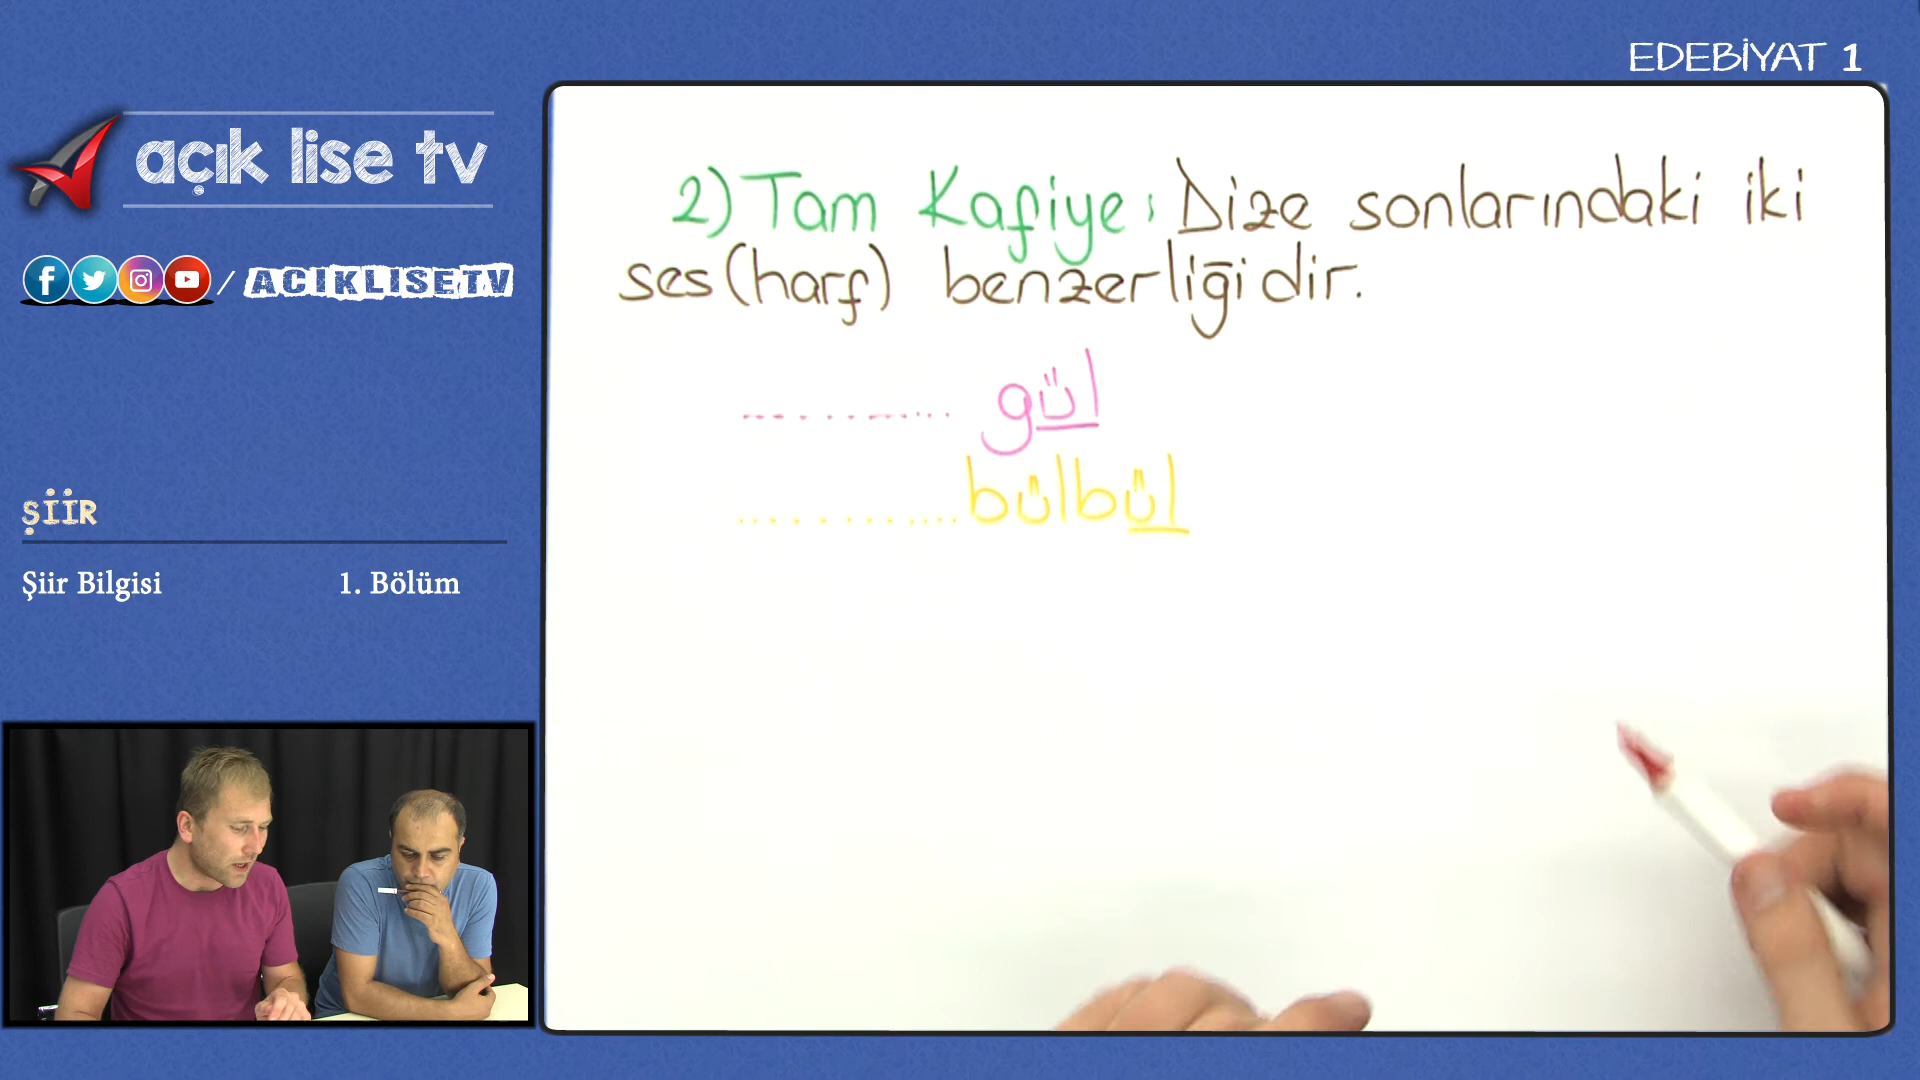 EDEBİYAT 1
açık lise tv
/ ACIKLISETV
ŞİİR
Şiir Bilgisi 1. Bölüm
2) Tam Kafiye: Dize sonlarındaki iki
ses (harf) benzerliğidir.
............ gül
............ bülbül